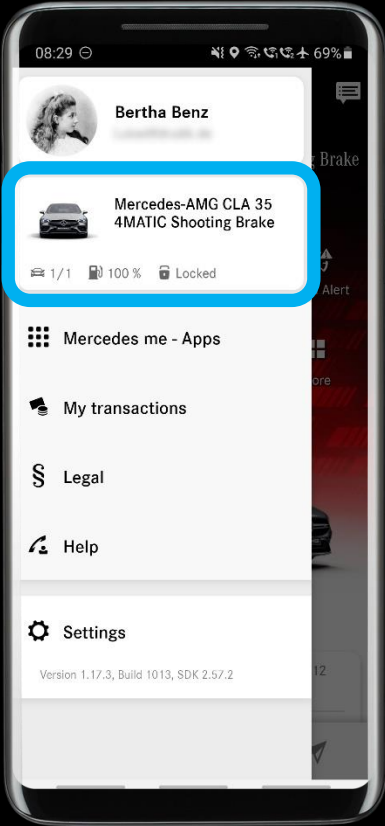 08:29 69%
Bertha Benz
Brake
Mercedes-AMG CLA 35
4MATIC Shooting Brake
1/1 100 % Locked
Alert
Mercedes me - Apps
ore
My transactions
§ Legal
Help
Settings
Version 1.17.3, Build 1013, SDK 2.57.2
12